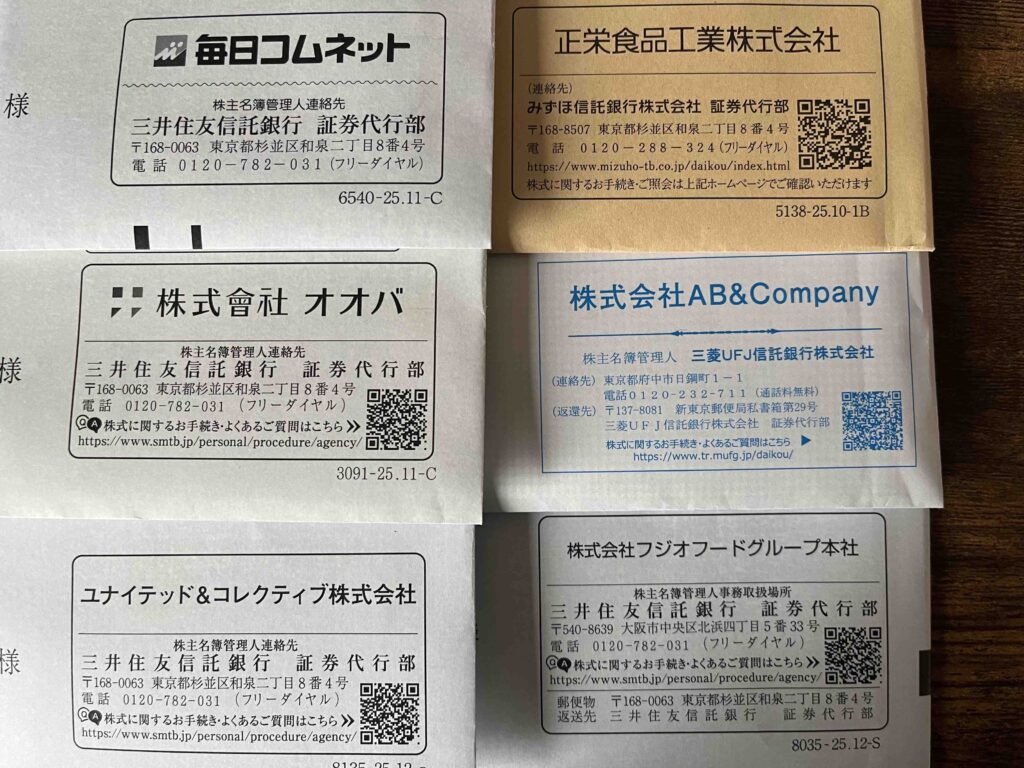 様
毎日コムネット
株主名簿管理人連絡先
三井住友信託銀行 証券代行部
〒168-0063 東京都杉並区和泉二丁目8番4号
電話 0120-782-031(フリーダイヤル)
6540-25.11-C
正栄食品工業株式会社
(連絡先)
みずほ信託銀行株式会社 証券代行部
〒168-8507 東京都杉並区和泉二丁目8番4号
電話 0120-288-324(フリーダイヤル)
https://www.mizuho-tb.co.jp/daikou/index.html
株式に関するお手続き・ご照会は上記ホームページでご確認いただけます
5138-25.10-1B
様
株式會社 オオバ
株主名簿管理人連絡先
三井住友信託銀行 証券代行部
〒168-0063 東京都杉並区和泉二丁目8番4号
電話 0120-782-031 (フリーダイヤル)
Q A 株式に関するお手続き・よくあるご質問はこちら
https://www.smtb.jp/personal/procedure/agency/
3091-25.11-C
株式会社AB&Company
株主名簿管理人 三菱UFJ信託銀行株式会社
(連絡先) 東京都府中市日鋼町1-1
電話0120-232-711(通話料無料)
(返還先) 〒137-8081 新東京郵便局私書箱第29号
三菱UFJ信託銀行株式会社 証券代行部
株式に関するお手続き・よくあるご質問はこちら ▶
https://www.tr.mufg.jp/daikou/
様
ユナイテッド&コレクティブ株式会社
株主名簿管理人連絡先
三井住友信託銀行 証券代行部
〒168-0063 東京都杉並区和泉二丁目8番4号
電話 0120-782-031 (フリーダイヤル)
Q A 株式に関するお手続き・よくあるご質問はこちら
https://www.smtb.jp/personal/procedure/agency/
8135-25.12
株式会社フジオフードグループ本社
株主名簿管理人事務取扱場所
三井住友信託銀行 証券代行部
〒540-8639 大阪市中央区北浜四丁目5番33号
電話 0120-782-031 (フリーダイヤル)
Q A 株式に関するお手続き・よくあるご質問はこちら
https://www.smtb.jp/personal/procedure/agency/
郵便物 〒168-0063 東京都杉並区和泉二丁目8番4号
返送先 三井住友信託銀行 証券代行部
8035-25.12-S